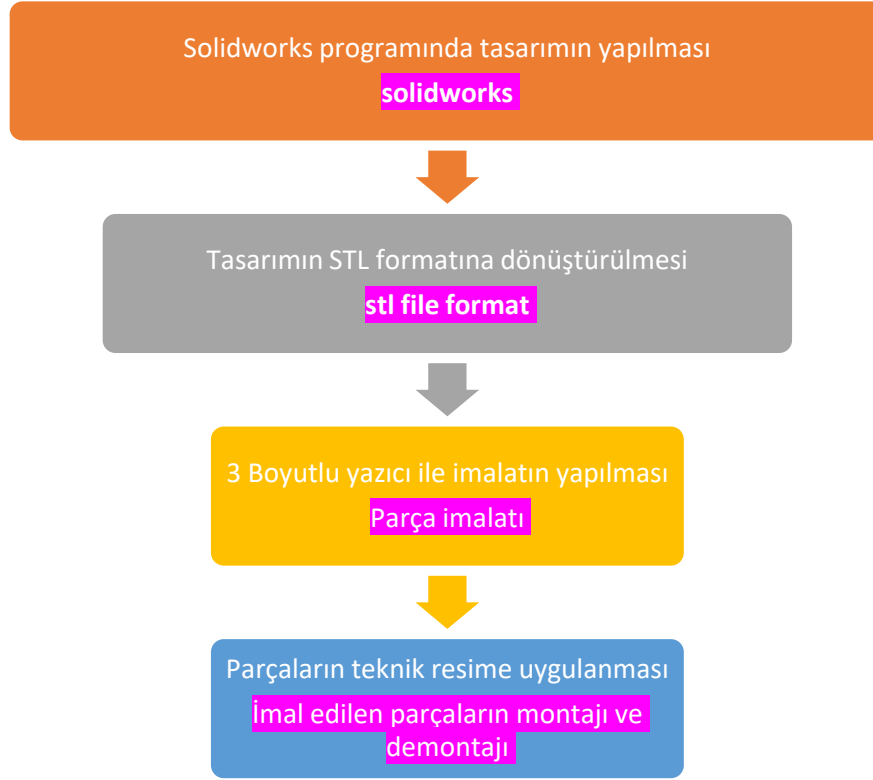 Solidworks programında tasarımın yapılması
solidworks
Tasarımın STL formatına dönüştürülmesi
stl file format
3 Boyutlu yazıcı ile imalatın yapılması
Parça imalatı
Parçaların teknik resime uygulanması
İmal edilen parçaların montajı ve
demontajı